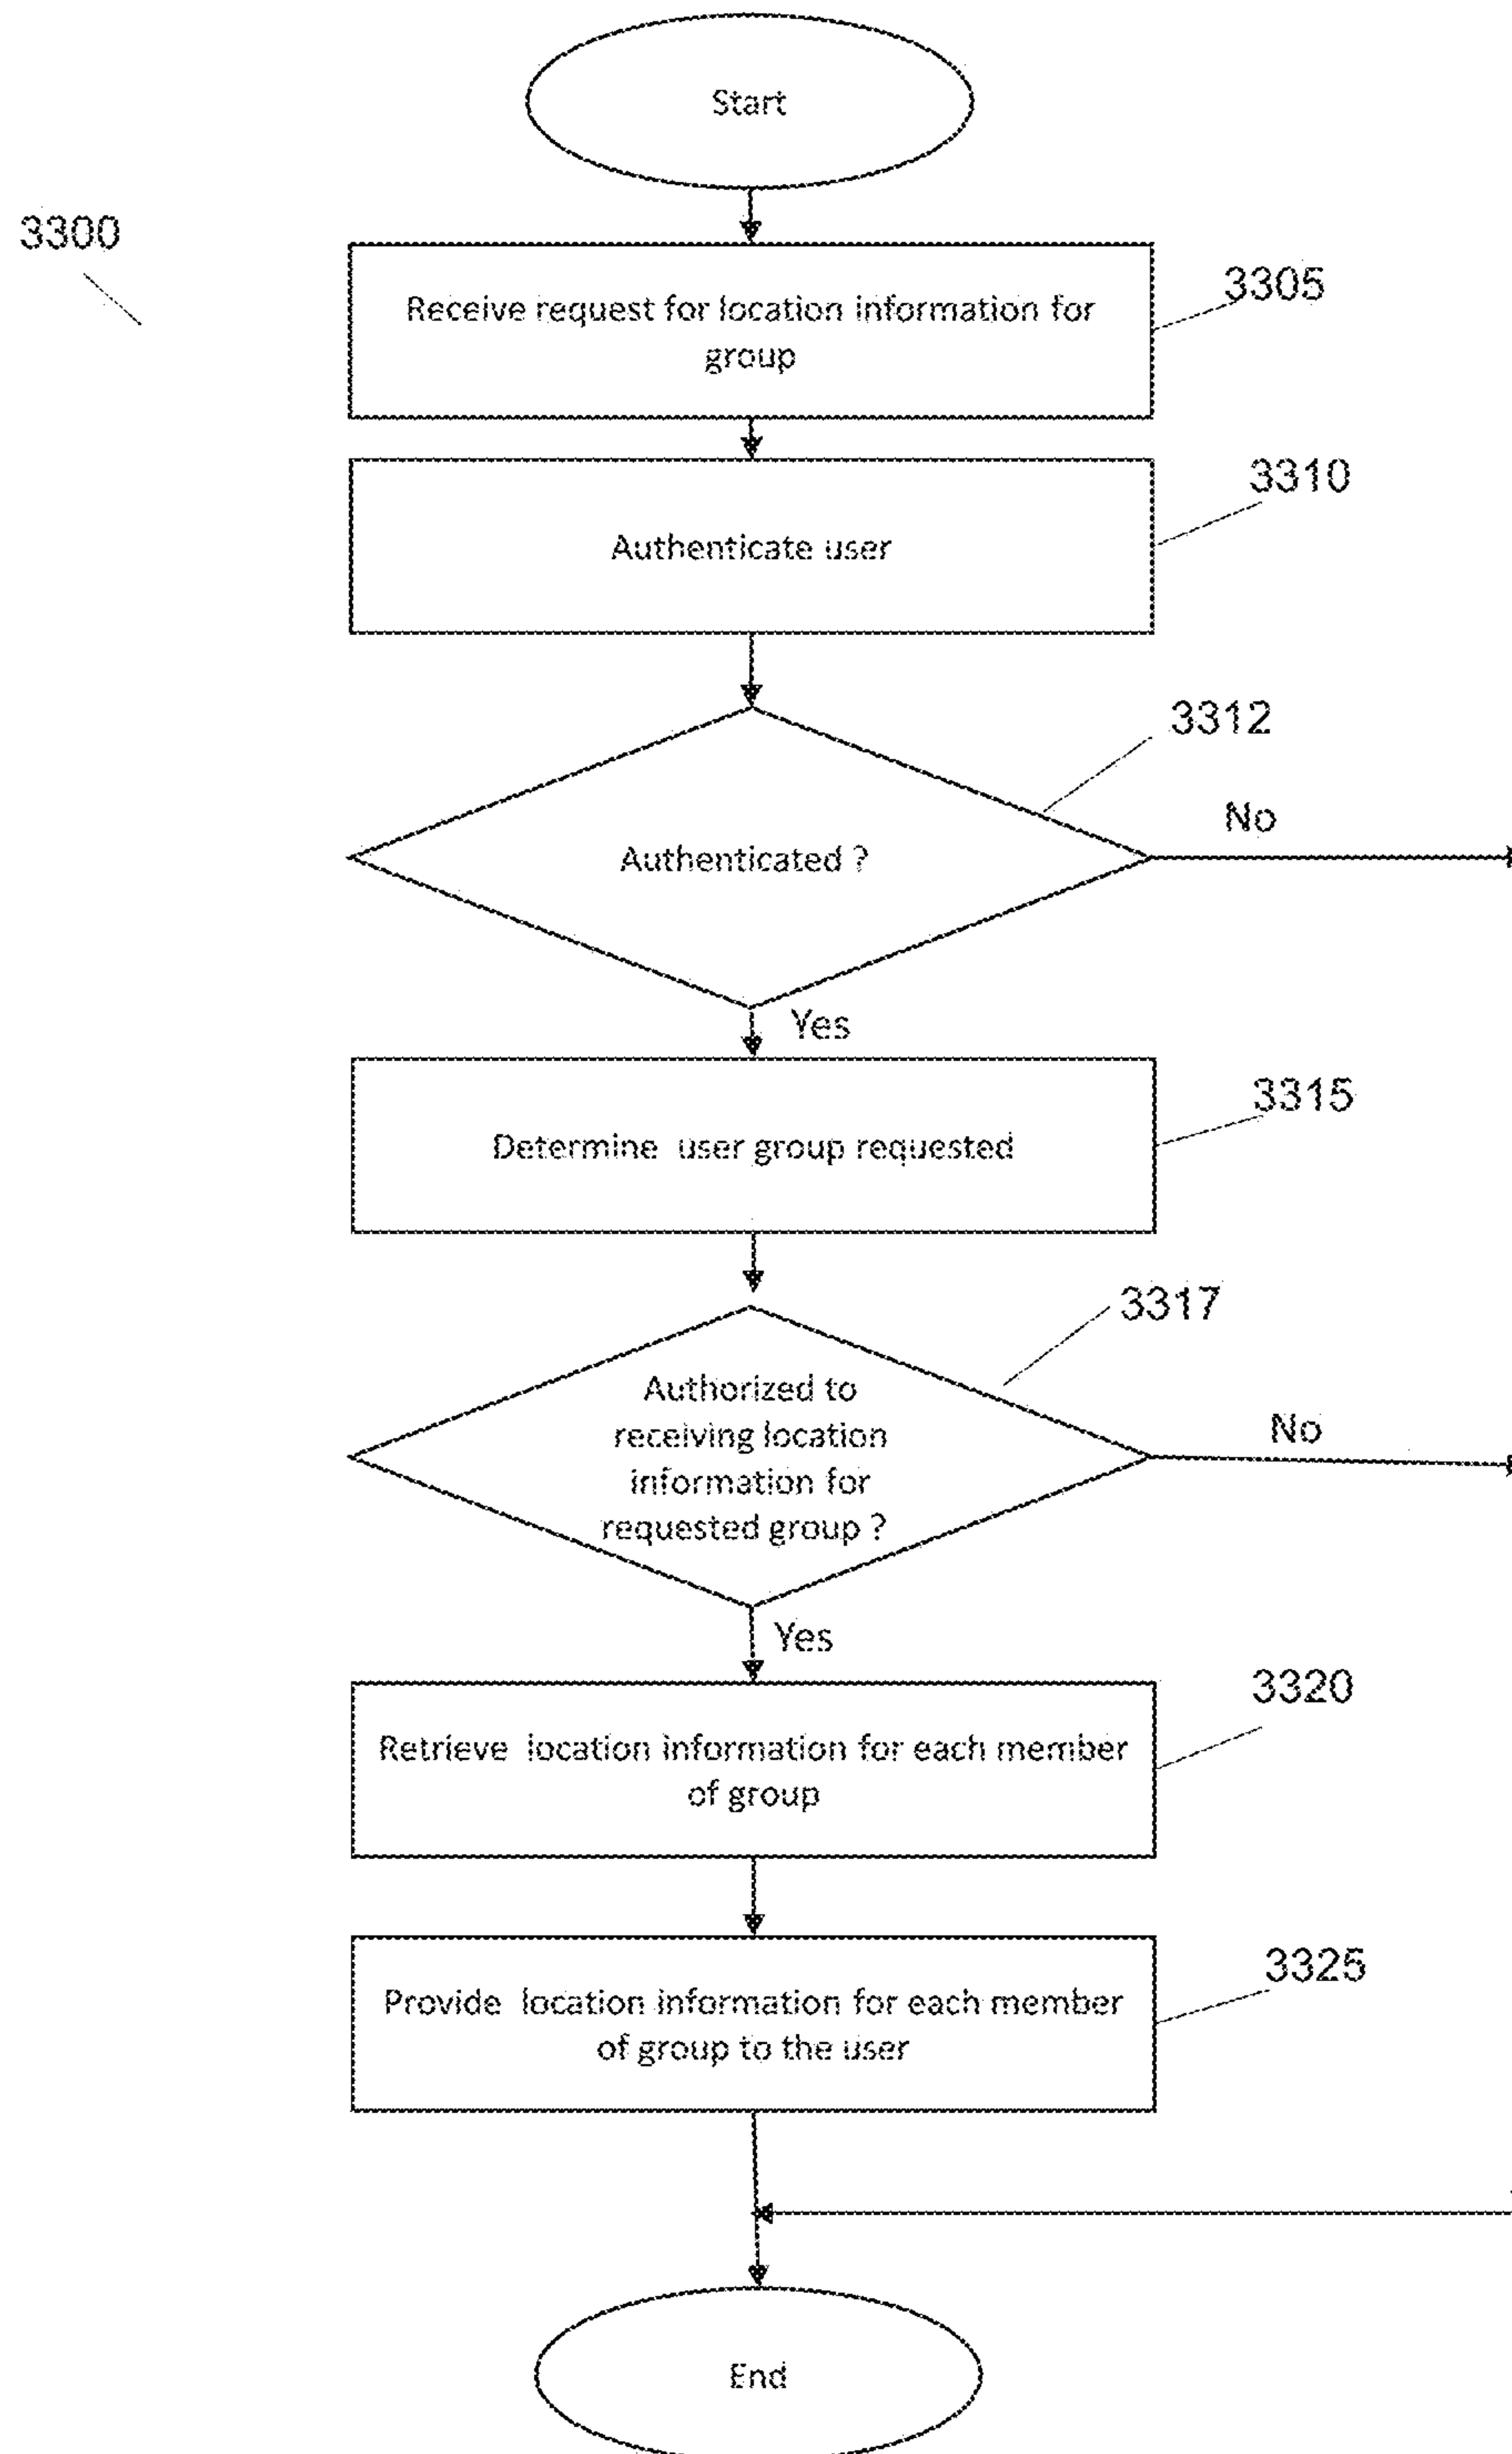 Start
3300
3305
Receive request for location information for
group
3310
Authenticate user
3312
No
Authenticated ?
Yes
3315
Determine user group requested
3317
Authorized to
receiving location
information for
requested group ?
No
Yes
3320
Retrieve location information for each member
of group
3325
Provide location information for each member
of group to the user
End